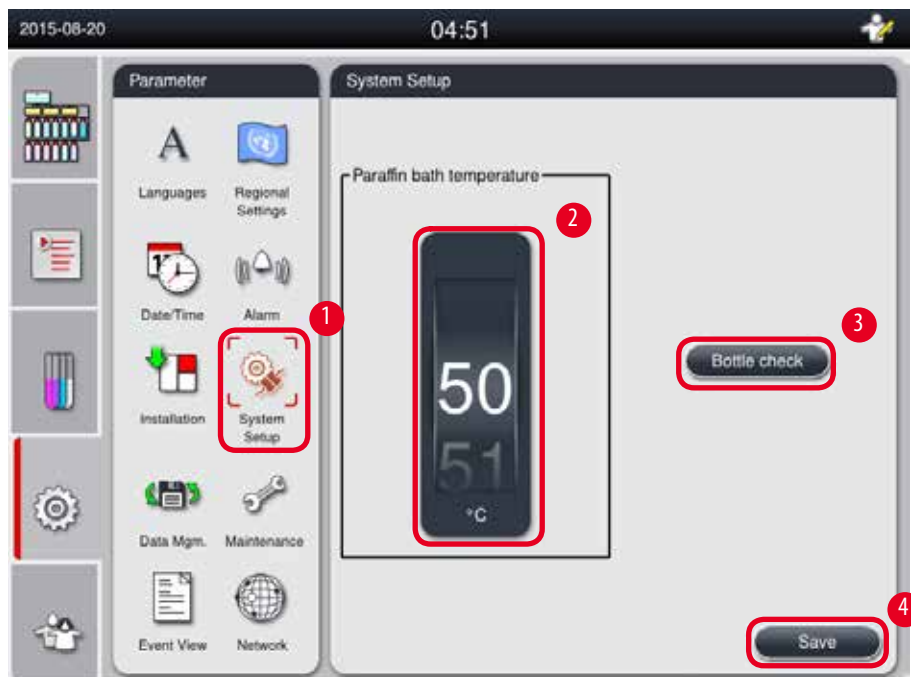 2015-08-20
04:51
Parameter
System Setup
A
Languages
Regional
Settings
Date/Time
Alarm
1
Installation
System
Setup
Data Mgm.
Maintenance
Event View
Network
Paraffin bath temperature
2
50
51
°C
3
Bottle check
4
Save